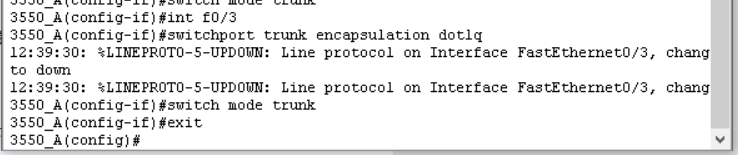 3550_A(config-if)#switch mode trunk
3550_A(config-if)#int f0/3
3550_A(config-if)#switchport trunk encapsulation dot1q
12:39:30: %LINEPROTO-5-UPDOWN: Line protocol on Interface FastEthernet0/3, chang
to down
12:39:30: %LINEPROTO-5-UPDOWN: Line protocol on Interface FastEthernet0/3, chang
3550_A(config-if)#switch mode trunk
3550_A(config-if)#exit
3550_A(config)#